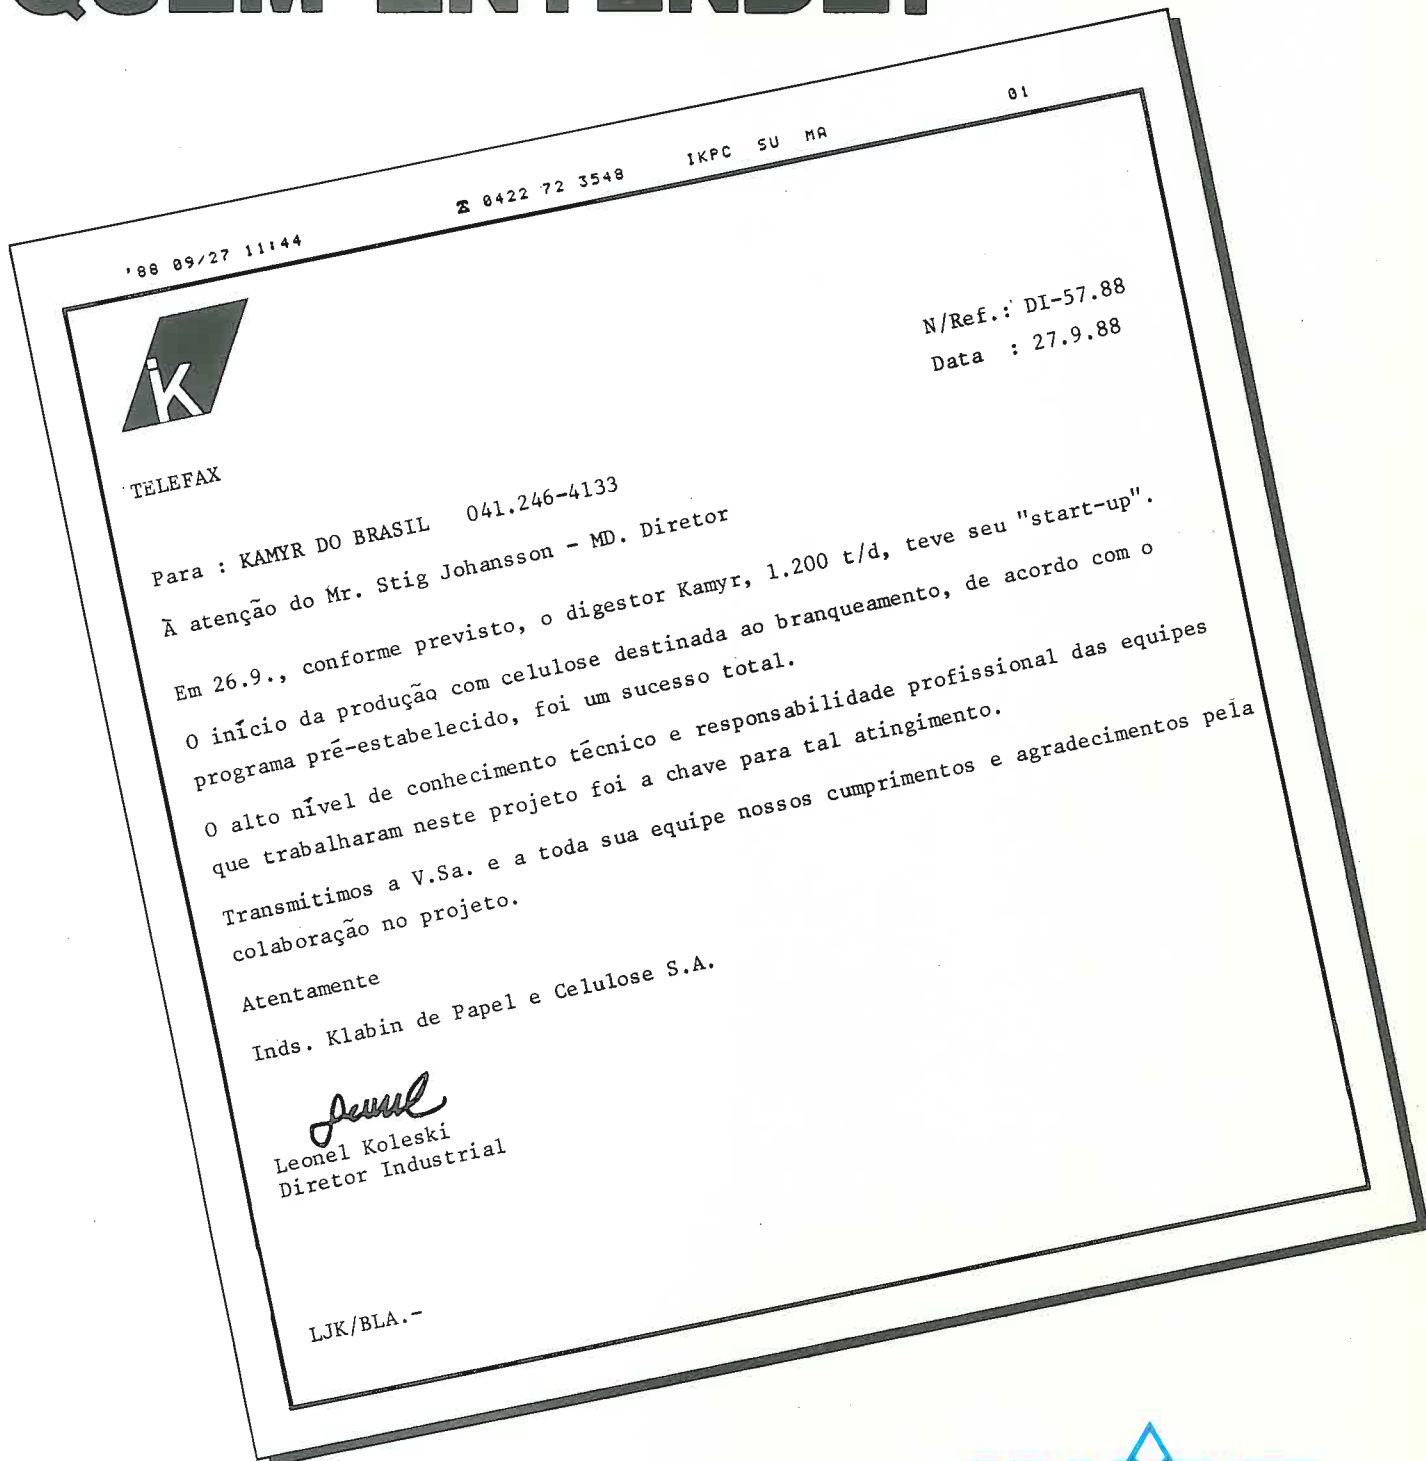 QUEM ENTENDE!
'88 09/27 11:44 ☎ 0422 72 3548 IKPC SU MA 01
iK
N/Ref.: DI-57.88
Data : 27.9.88
TELEFAX
Para : KAMYR DO BRASIL 041.246-4133
À atenção do Mr. Stig Johansson - MD. Diretor
Em 26.9., conforme previsto, o digestor Kamyr, 1.200 t/d, teve seu "start-up".
O início da produção com celulose destinada ao branqueamento, de acordo com o
programa pré-estabelecido, foi um sucesso total.
O alto nível de conhecimento técnico e responsabilidade profissional das equipes
que trabalharam neste projeto foi a chave para tal atingimento.
Transmitimos a V.Sa. e a toda sua equipe nossos cumprimentos e agradecimentos pela
colaboração no projeto.
Atentamente
Inds. Klabin de Papel e Celulose S.A.
Leonel Koleski
Diretor Industrial
LJK/BLA.-